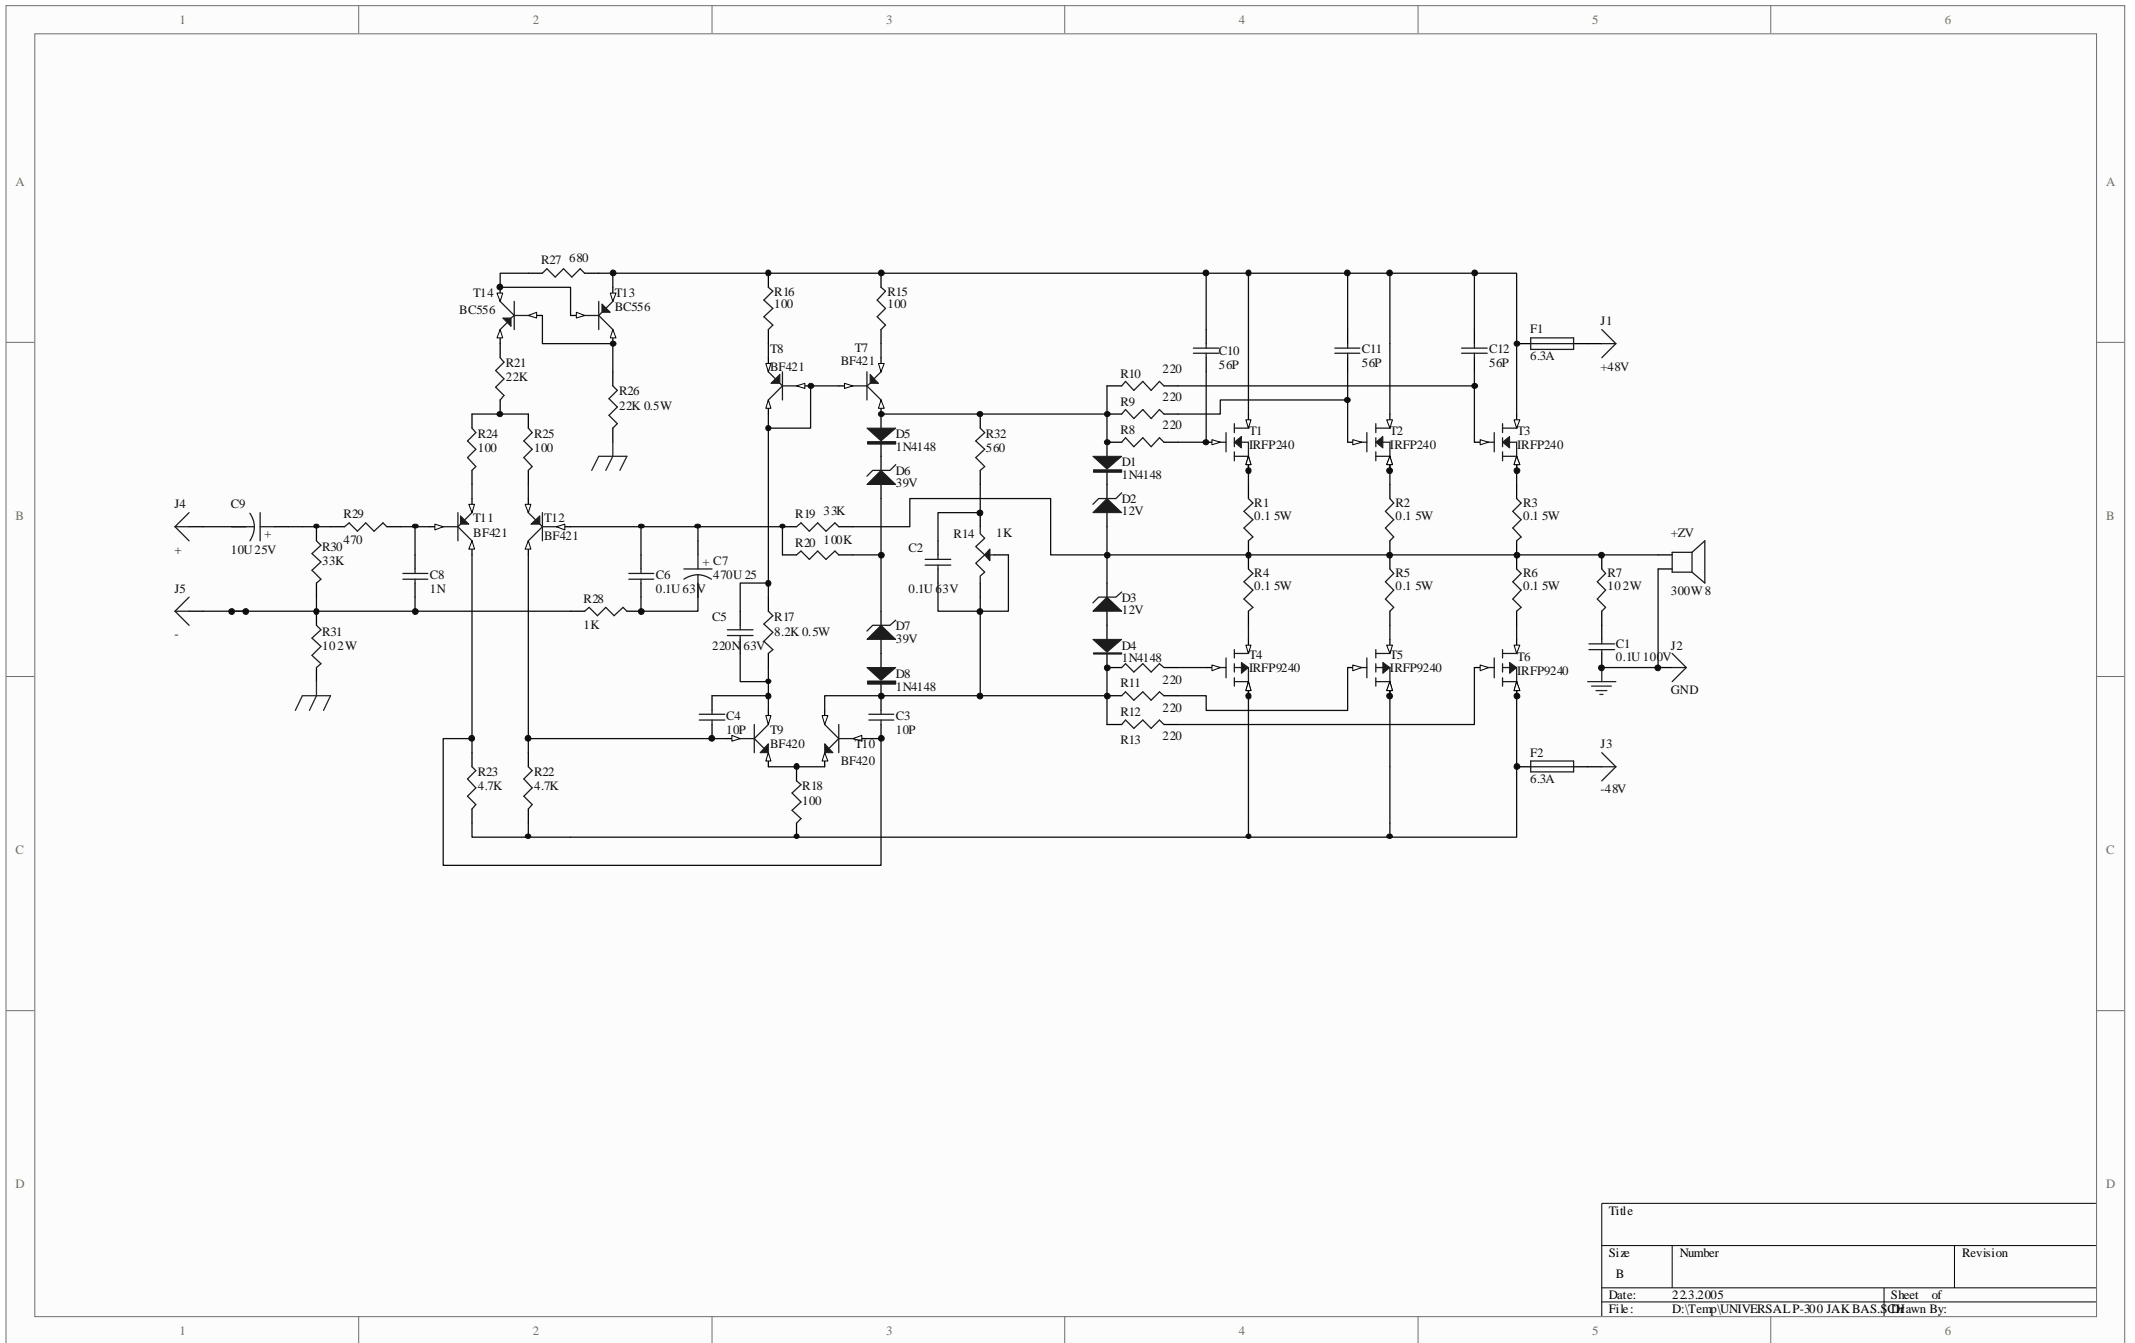 1 2 3 4 5 6
A A
B B
C C
D D
R27 680
T14
BC556
T13
BC556
R21
22K
R26
22K 0.5W
R24
100
R25
100
J4
+
C9
+
10U 25V
R29
470
R30
33K
C8
1N
T11
BF421
T12
BF421
J5
-
R31
10 2W
R28
1K
R23
4.7K
R22
4.7K
R16
100
R15
100
T8
BF421
T7
BF421
D5
1N4148
D6
39V
R19 33K
R20 100K
C6
0.1U 63V
+ C7
470U 25
C5
220N 63V
R17
8.2K 0.5W
D7
39V
D8
1N4148
C4
10P
T9
BF420
C3
10P
T10
BF420
R18
100
R32
560
R14 1K
C2
0.1U 63V
R10 220
R9 220
R8 220
D1
1N4148
D2
12V
D3
12V
D4
1N4148
R11 220
R12 220
R13 220
C10
56P
C11
56P
C12
56P
T1
IRFP240
T2
IRFP240
T3
IRFP240
R1
0.1 5W
R2
0.1 5W
R3
0.1 5W
R4
0.1 5W
R5
0.1 5W
R6
0.1 5W
T4
IRFP9240
T5
IRFP9240
T6
IRFP9240
F1
6.3A
J1
+48V
+ZV
300W 8
R7
10 2W
C1
0.1U 100V
J2
GND
F2
6.3A
J3
-48V
Title
Size Number Revision
B
Date: 22.3.2005 Sheet of
File: D:\Temp\UNIVERSAL P-300 JAK BAS.SCH Drawn By:
1 2 3 4 5 6